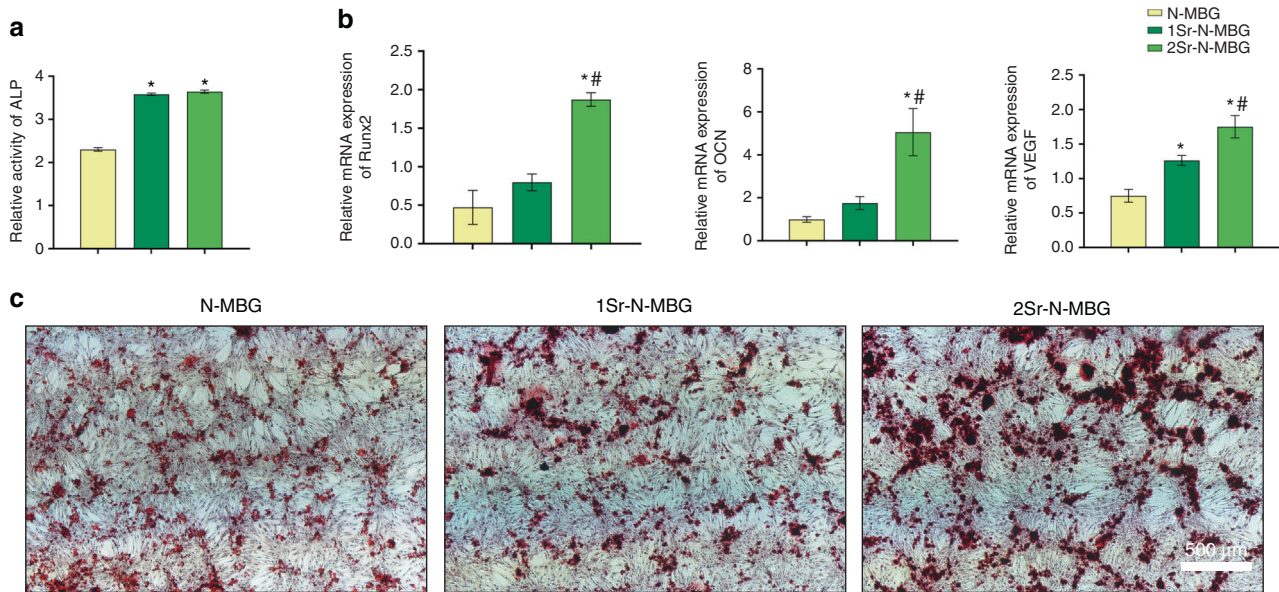 a
Relative activity of ALP
4
3
2
1
0
*
*
b
Relative mRNA expression
of Runx2
2.5
2.0
1.5
1.0
0.5
0.0
*#
Relative mRNA expression
of OCN
8
6
4
2
0
*#
N-MBG
1Sr-N-MBG
2Sr-N-MBG
Relative mRNA expression
of VEGF
2.5
2.0
1.5
1.0
0.5
0.0
*
*#
c
N-MBG
1Sr-N-MBG
2Sr-N-MBG
500 μm